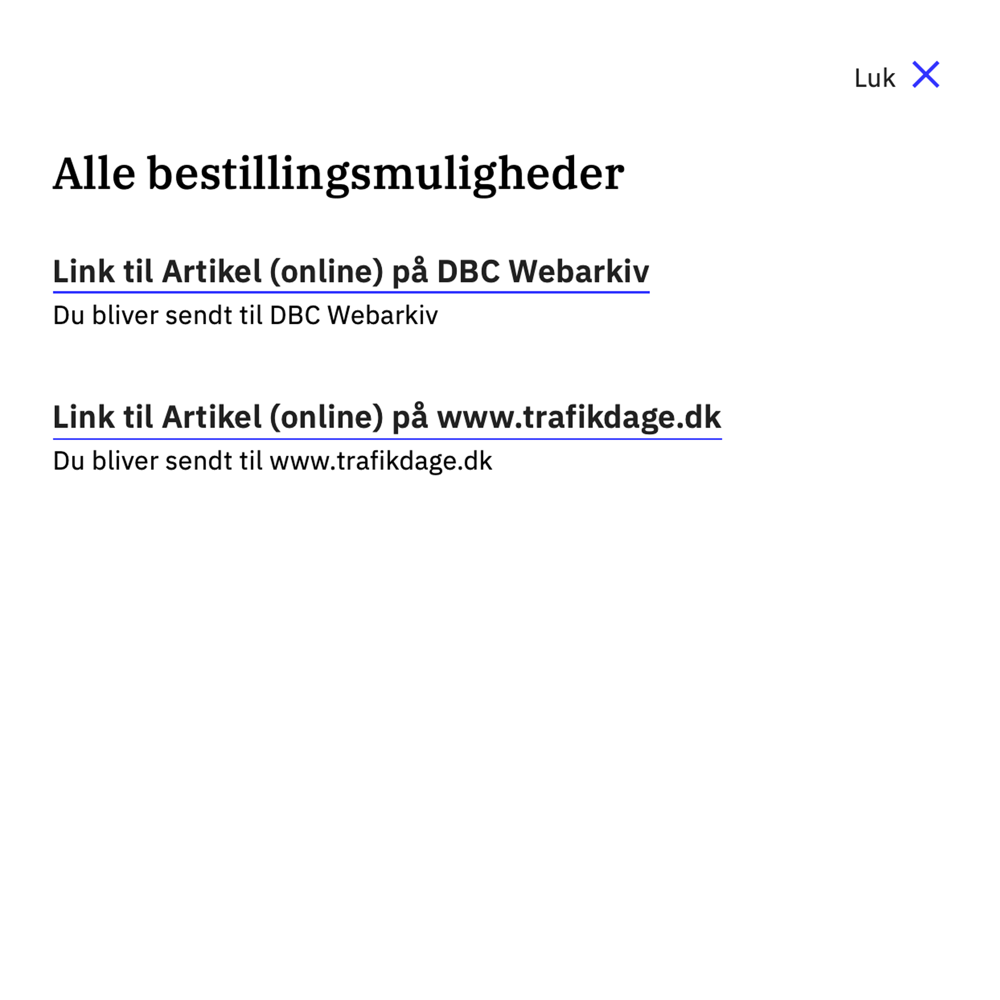 Luk
Alle bestillingsmuligheder
Link til Artikel (online) på DBC Webarkiv
Du bliver sendt til DBC Webarkiv
Link til Artikel (online) på www.trafikdage.dk
Du bliver sendt til www.trafikdage.dk